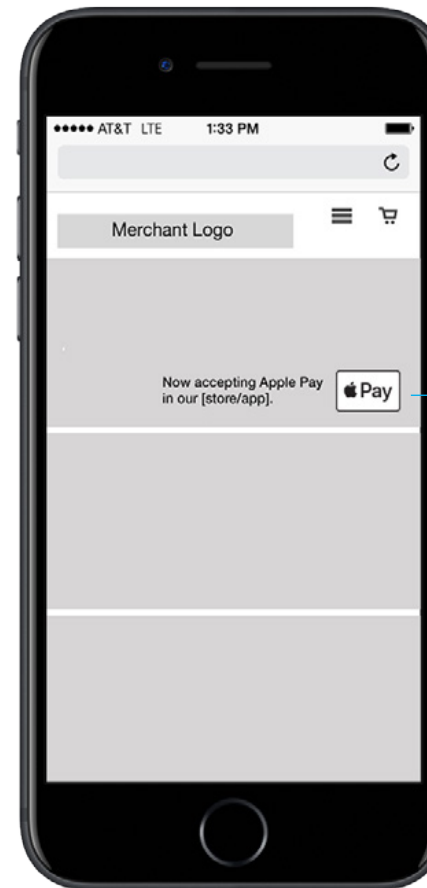 AT&T LTE 1:33 PM
Merchant Logo
Now accepting Apple Pay
in our [store/app].
Pay